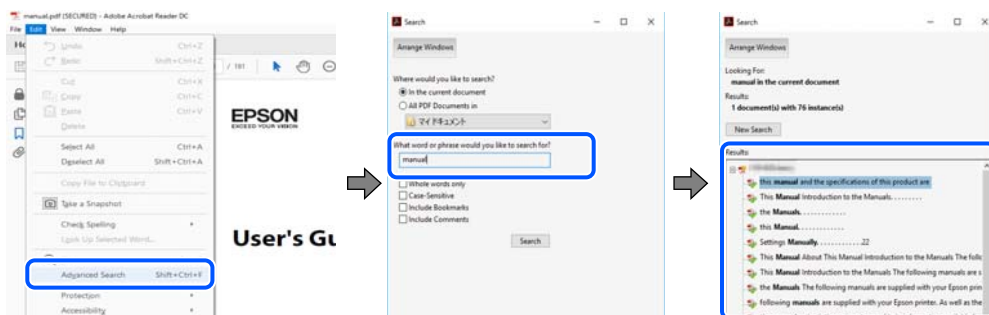 manual.pdf (SECURED) - Adobe Acrobat Reader DC
File Edit View Window Help
Undo Ctrl+Z
Redo Shift+Ctrl+Z
Cut Ctrl+X
Copy Ctrl+C
Paste Ctrl+V
Delete
Select All Ctrl+A
Deselect All Shift+Ctrl+A
Copy File to Clipboard
Take a Snapshot
Check Spelling
Look Up Selected Word...
Advanced Search Shift+Ctrl+F
Protection
Accessibility
/ 191
EPSON
EXCEED YOUR VISION
User's Gu
Search
Arrange Windows
Where would you like to search?
In the current document
All PDF Documents in
マイ ドキュメント
What word or phrase would you like to search for?
manual
Whole words only
Case-Sensitive
Include Bookmarks
Include Comments
Search
Search
Arrange Windows
Looking For:
manual in the current document
Results:
1 document(s) with 76 instance(s)
New Search
Results:
this manual and the specifications of this product are
This Manual Introduction to the Manuals. . . . . . . . .
the Manuals. . . . . . . . . . . . .
this Manual. . . . . . . . . . . . .
Settings Manually. . . . . . . . . . . . .22
This Manual About This Manual Introduction to the Manuals The follo
This Manual Introduction to the Manuals The following manuals are s
the Manuals The following manuals are supplied with your Epson prin
following manuals are supplied with your Epson printer. As well as the